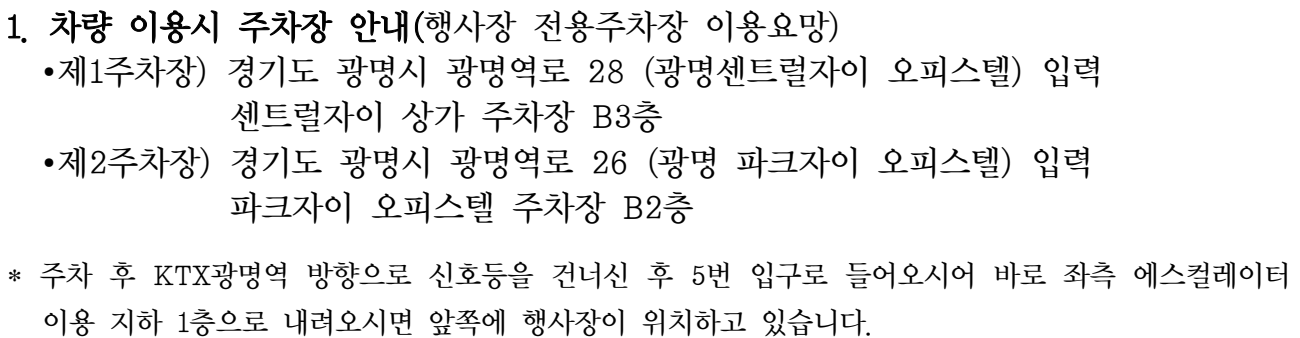 1. 차량 이용시 주차장 안내(행사장 전용주차장 이용요망)
•제1주차장) 경기도 광명시 광명역로 28 (광명센트럴자이 오피스텔) 입력
센트럴자이 상가 주차장 B3층
•제2주차장) 경기도 광명시 광명역로 26 (광명 파크자이 오피스텔) 입력
파크자이 오피스텔 주차장 B2층
* 주차 후 KTX광명역 방향으로 신호등을 건너신 후 5번 입구로 들어오시어 바로 좌측 에스컬레이터
이용 지하 1층으로 내려오시면 앞쪽에 행사장이 위치하고 있습니다.